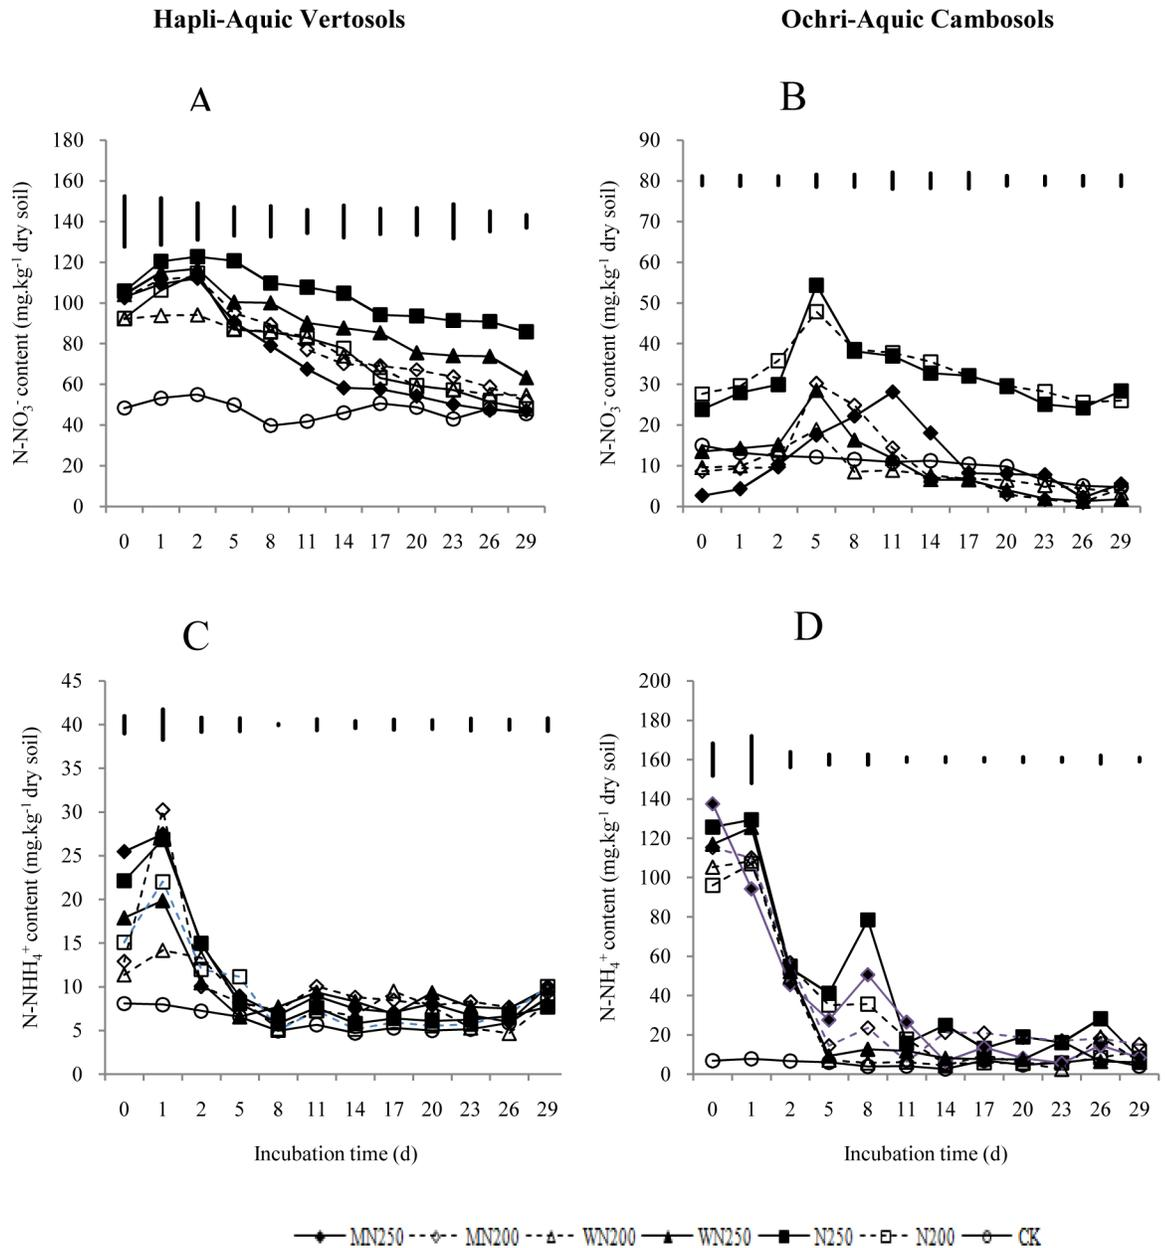 Hapli-Aquic Vertosols
Ochri-Aquic Cambosols
A
N-NO₃⁻ content (mg.kg⁻¹ dry soil)
180
160
140
120
100
80
60
40
20
0
0 1 2 5 8 11 14 17 20 23 26 29
B
N-NO₃⁻ content (mg.kg⁻¹ dry soil)
90
80
70
60
50
40
30
20
10
0
0 1 2 5 8 11 14 17 20 23 26 29
C
N-NHH₄⁺ content (mg.kg⁻¹ dry soil)
45
40
35
30
25
20
15
10
5
0
0 1 2 5 8 11 14 17 20 23 26 29
Incubation time (d)
D
N-NH₄⁺ content (mg.kg⁻¹ dry soil)
200
180
160
140
120
100
80
60
40
20
0
0 1 2 5 8 11 14 17 20 23 26 29
Incubation time (d)
MN250 MN200 WN200 WN250 N250 N200 CK